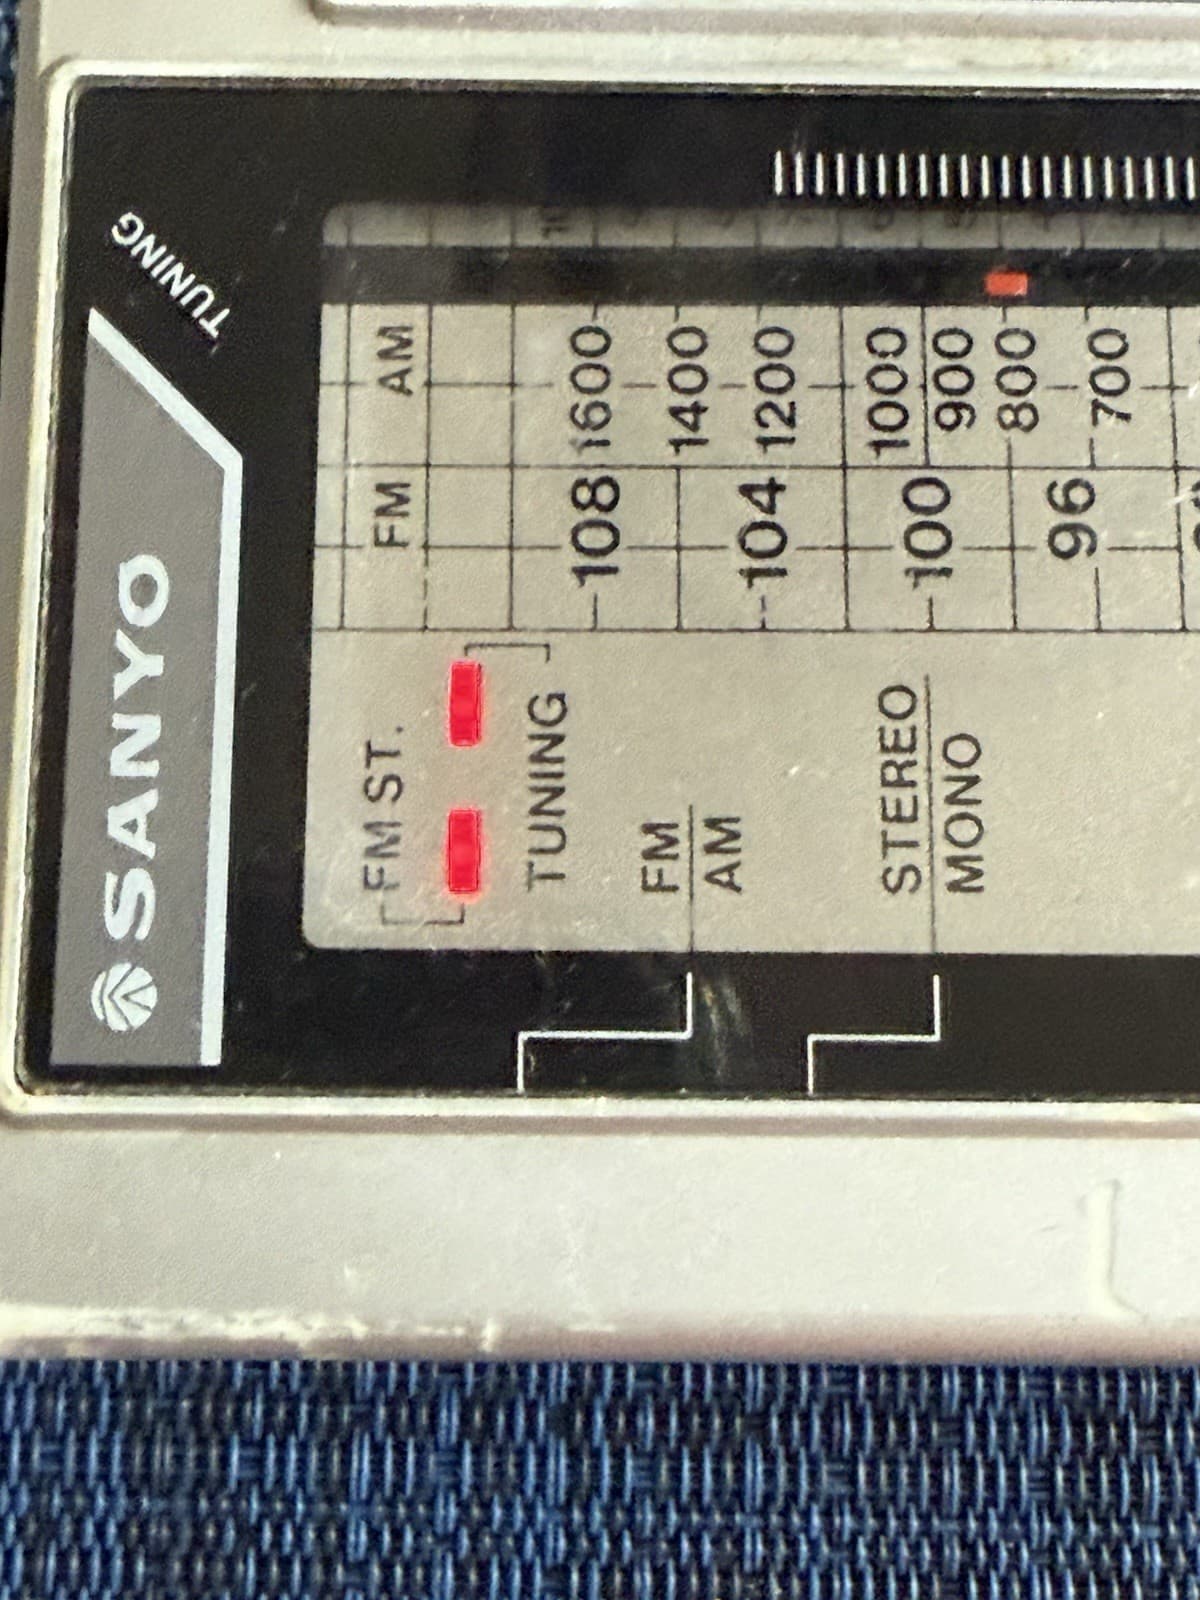 SANYO
TUNING
AM
FM
FM ST.
TUNING
1600
108
1400
1200
104
1000
900
100
800
700
96
FM
AM
STEREO
MONO